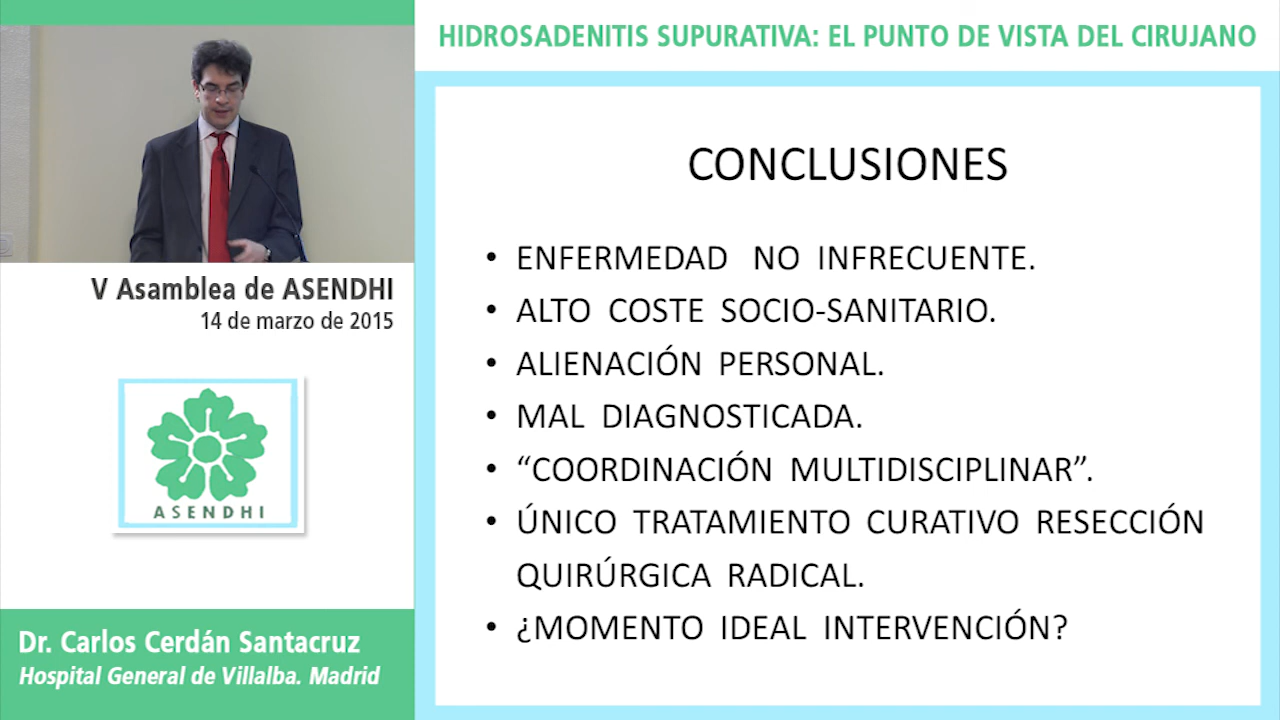 HIDROSADENITIS SUPURATIVA: EL PUNTO DE VISTA DEL CIRUJANO
V Asamblea de ASENDHI
14 de marzo de 2015
ASENDHI
Dr. Carlos Cerdán Santacruz
Hospital General de Villalba. Madrid
CONCLUSIONES
• ENFERMEDAD NO INFRECUENTE.
• ALTO COSTE SOCIO-SANITARIO.
• ALIENACIÓN PERSONAL.
• MAL DIAGNOSTICADA.
• “COORDINACIÓN MULTIDISCIPLINAR”.
• ÚNICO TRATAMIENTO CURATIVO RESECCIÓN
QUIRÚRGICA RADICAL.
• ¿MOMENTO IDEAL INTERVENCIÓN?